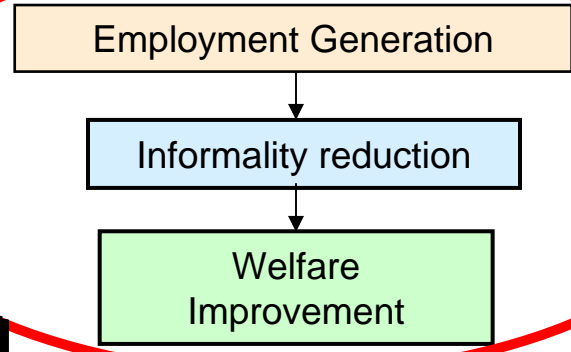 Employment Generation
Informality reduction
Welfare
Improvement